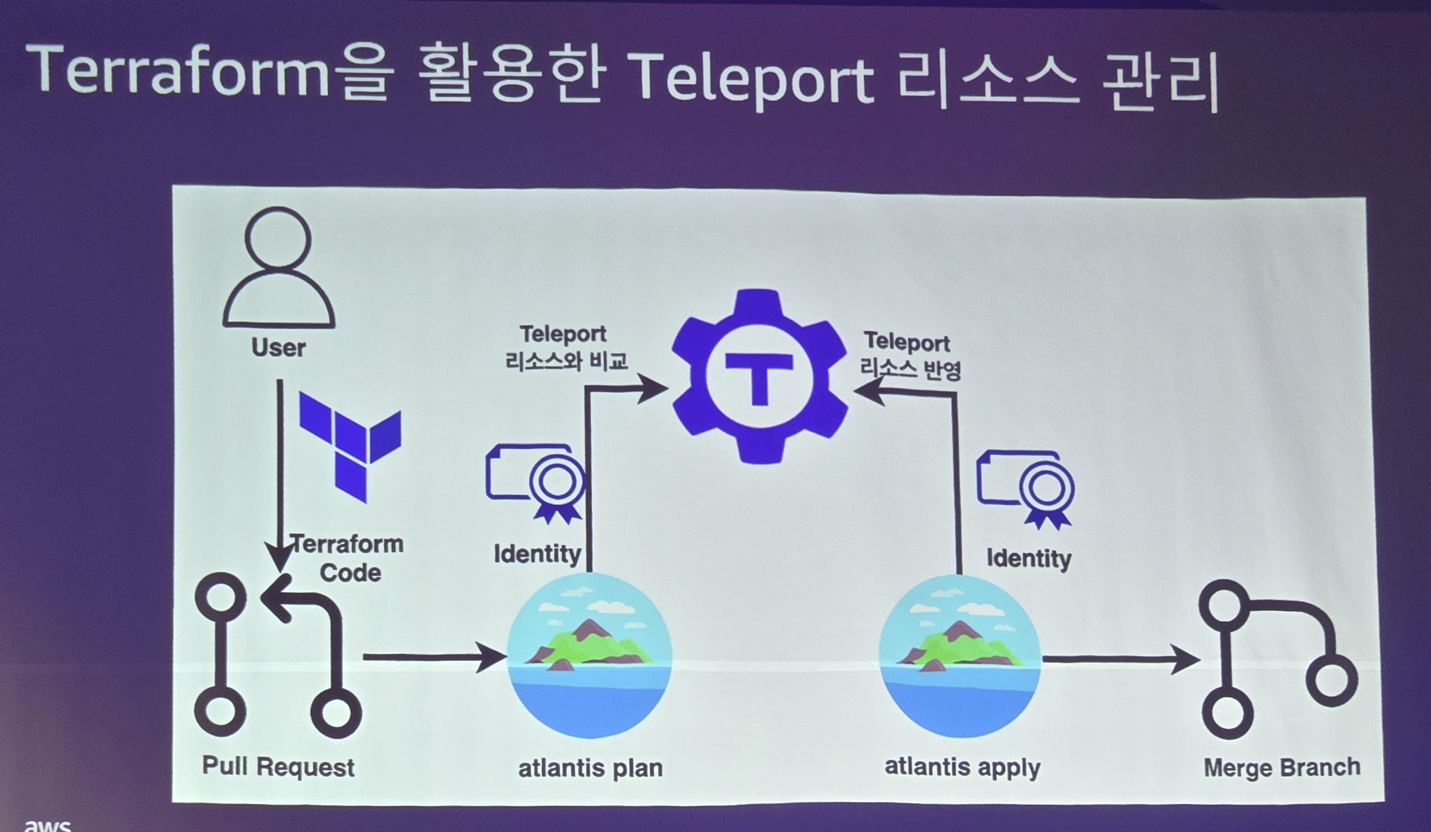 Terraform을 활용한 Teleport 리소스 관리
User
Terraform
Code
Teleport
리소스와 비교
Teleport
리소스 반영
Identity
Identity
T
Pull Request
atlantis plan
atlantis apply
Merge Branch
aws